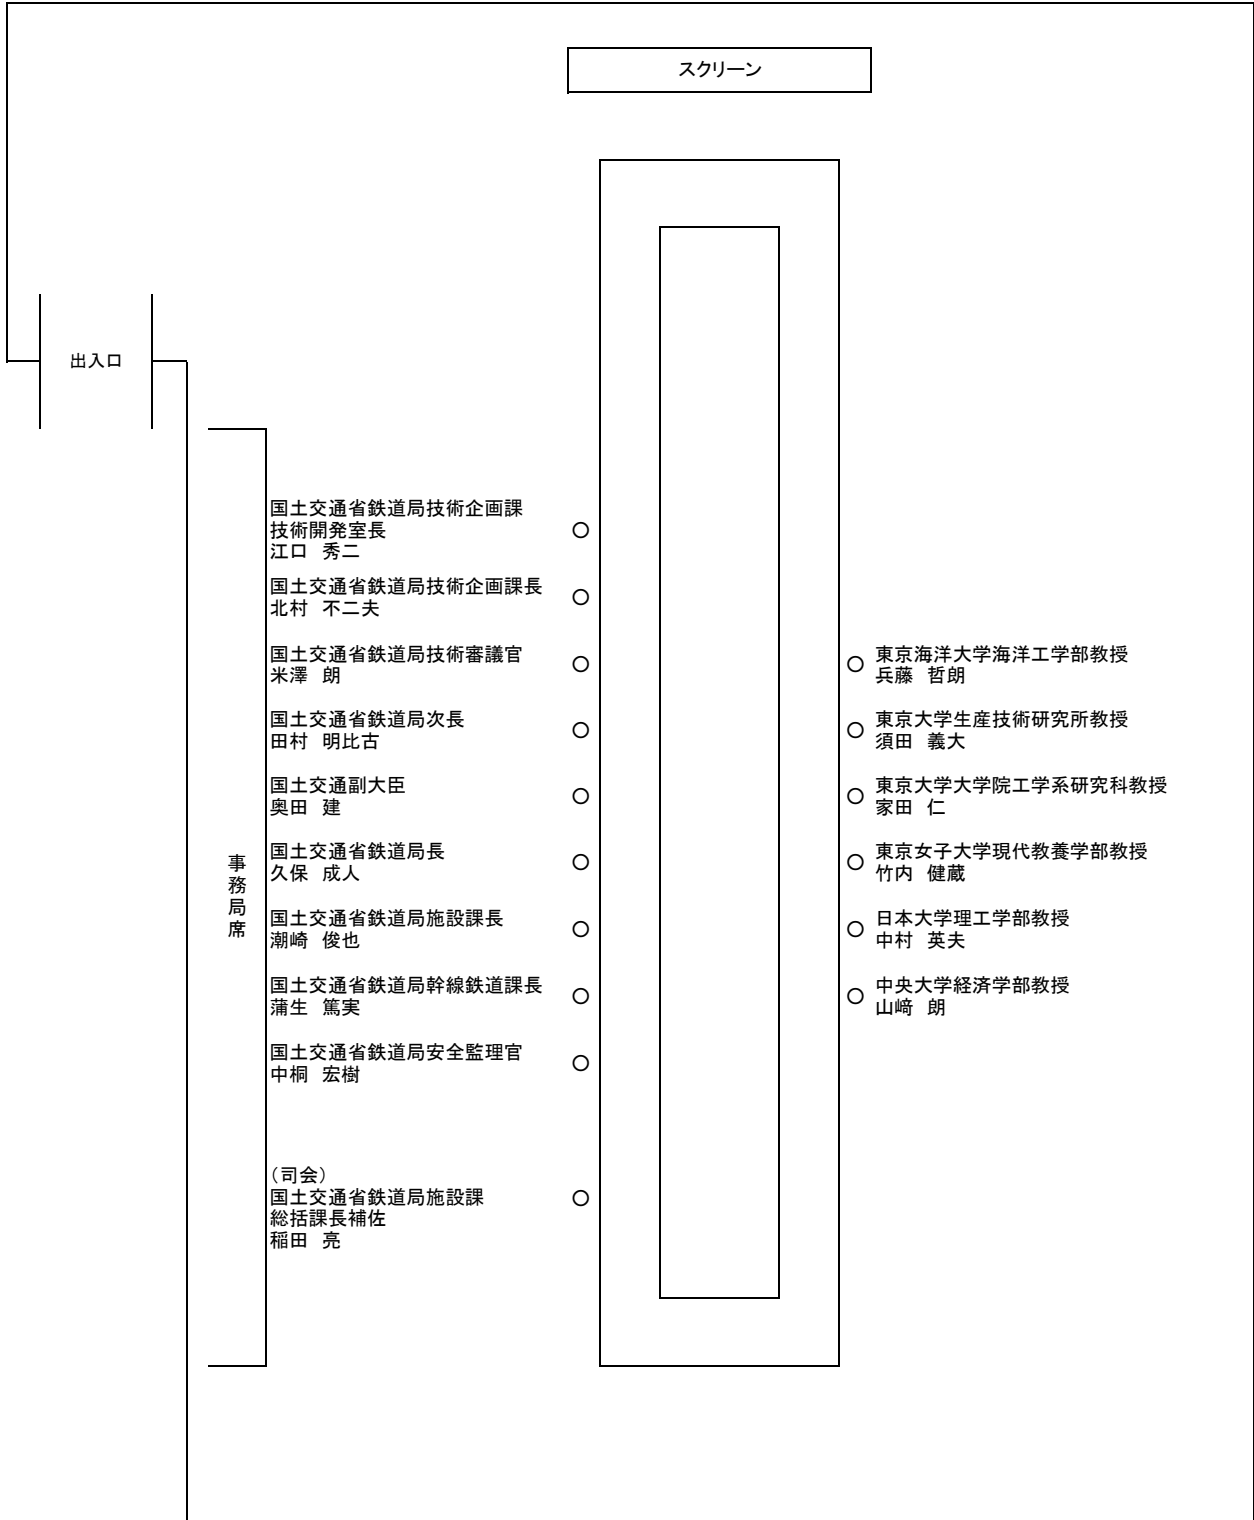 スクリーン
出入口
事務局席
国土交通省鉄道局技術企画課
技術開発室長
江口 秀二
国土交通省鉄道局技術企画課長
北村 不二夫
国土交通省鉄道局技術審議官
米澤 朗
国土交通省鉄道局次長
田村 明比古
国土交通副大臣
奥田 建
国土交通省鉄道局長
久保 成人
国土交通省鉄道局施設課長
潮崎 俊也
国土交通省鉄道局幹線鉄道課長
蒲生 篤実
国土交通省鉄道局安全監理官
中桐 宏樹
（司会）
国土交通省鉄道局施設課
総括課長補佐
稲田 亮
東京海洋大学海洋工学部教授
兵藤 哲朗
東京大学生産技術研究所教授
須田 義大
東京大学大学院工学系研究科教授
家田 仁
東京女子大学現代教養学部教授
竹内 健蔵
日本大学理工学部教授
中村 英夫
中央大学経済学部教授
山﨑 朗